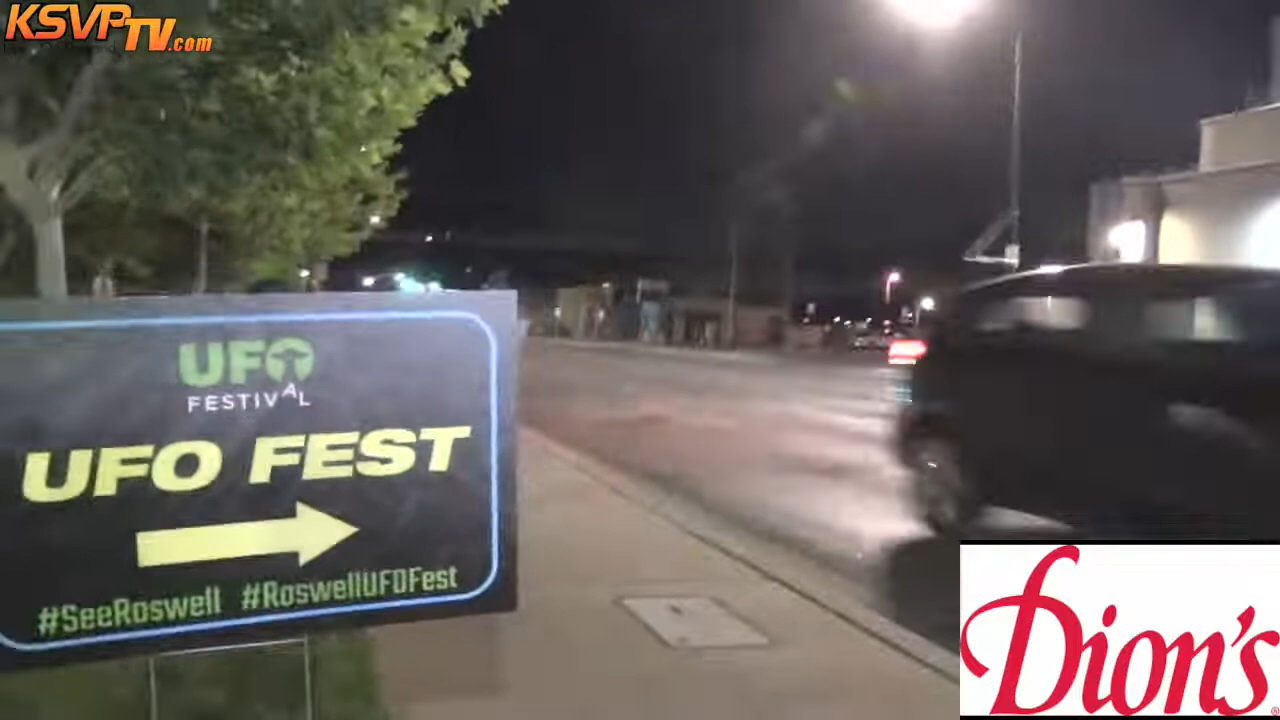 KSVPTV.com
UFO
FESTIVAL
UFO FEST
#SeeRoswell #RoswellUFOFest
Dion's